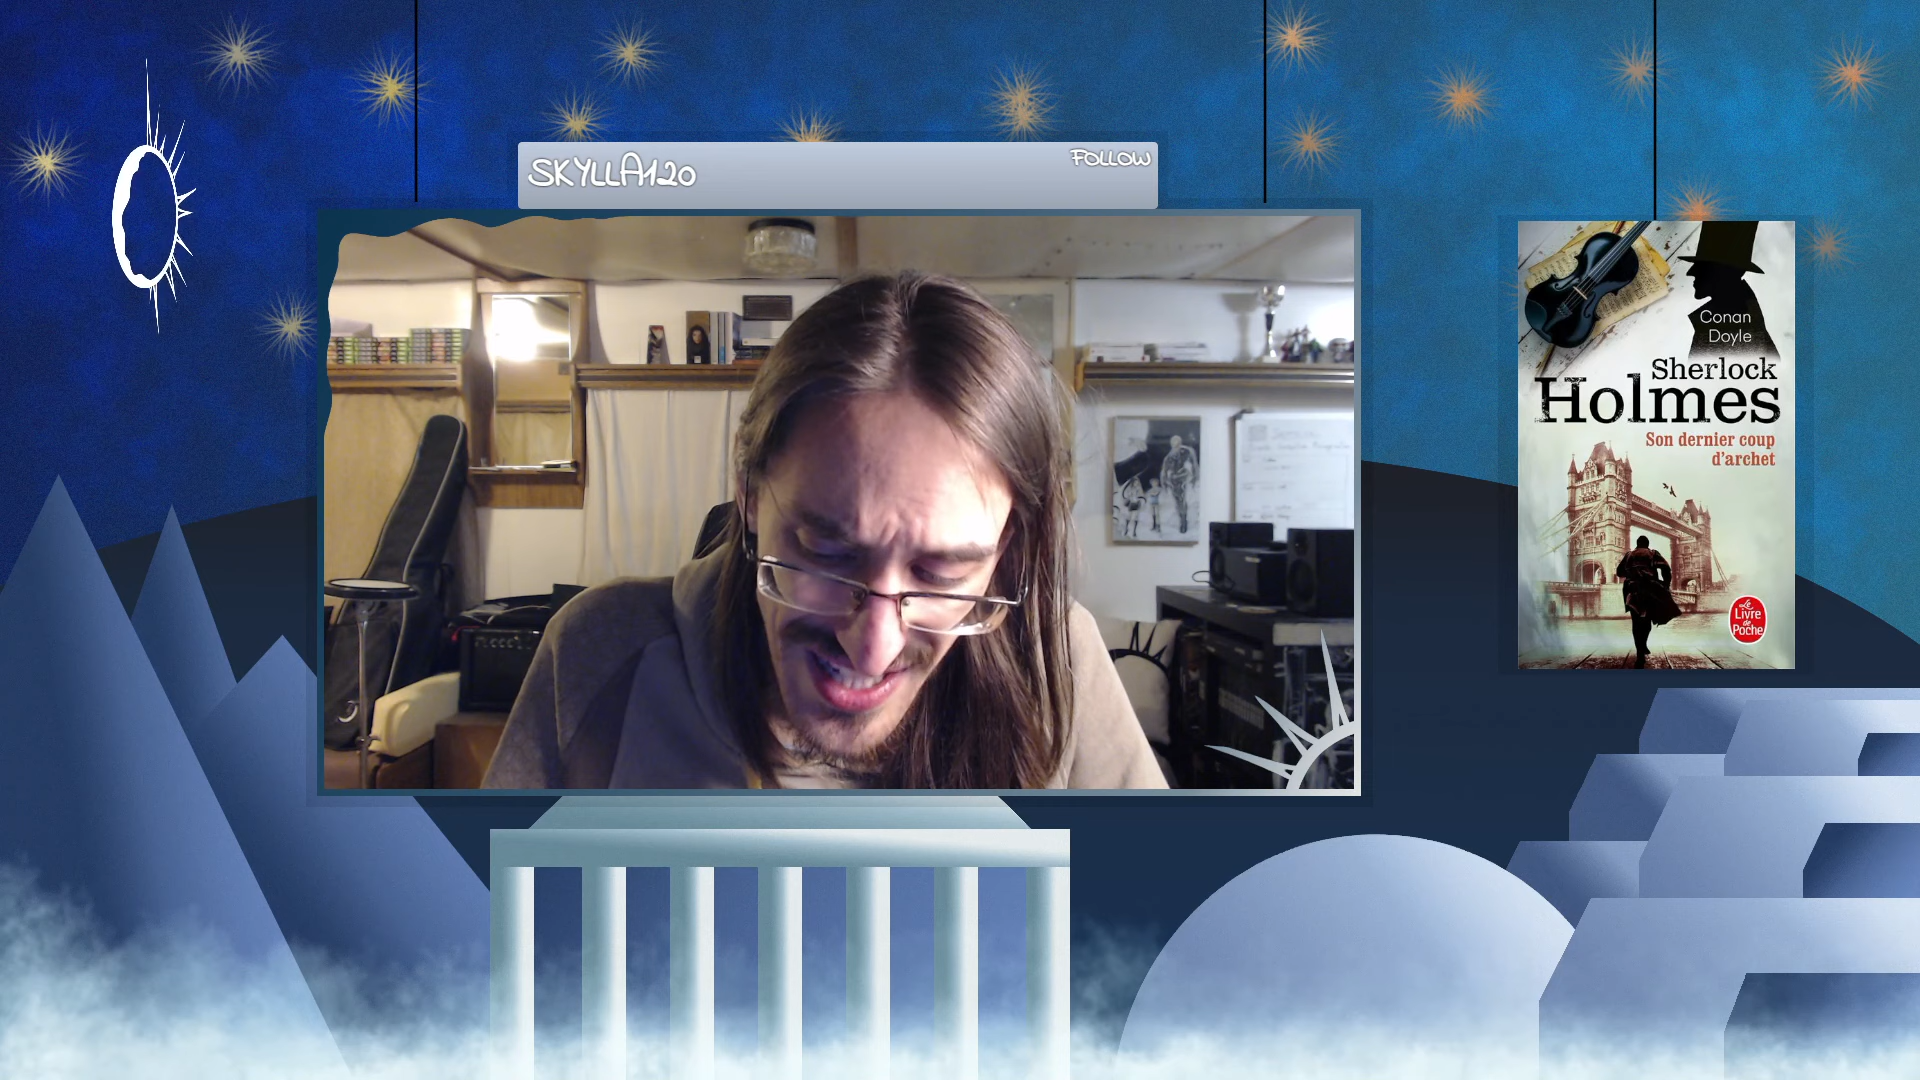 SKYLLA120
FOLLOW
Conan
Doyle
Sherlock
Holmes
Son dernier coup
d'archet
Le
Livre
de
Poche